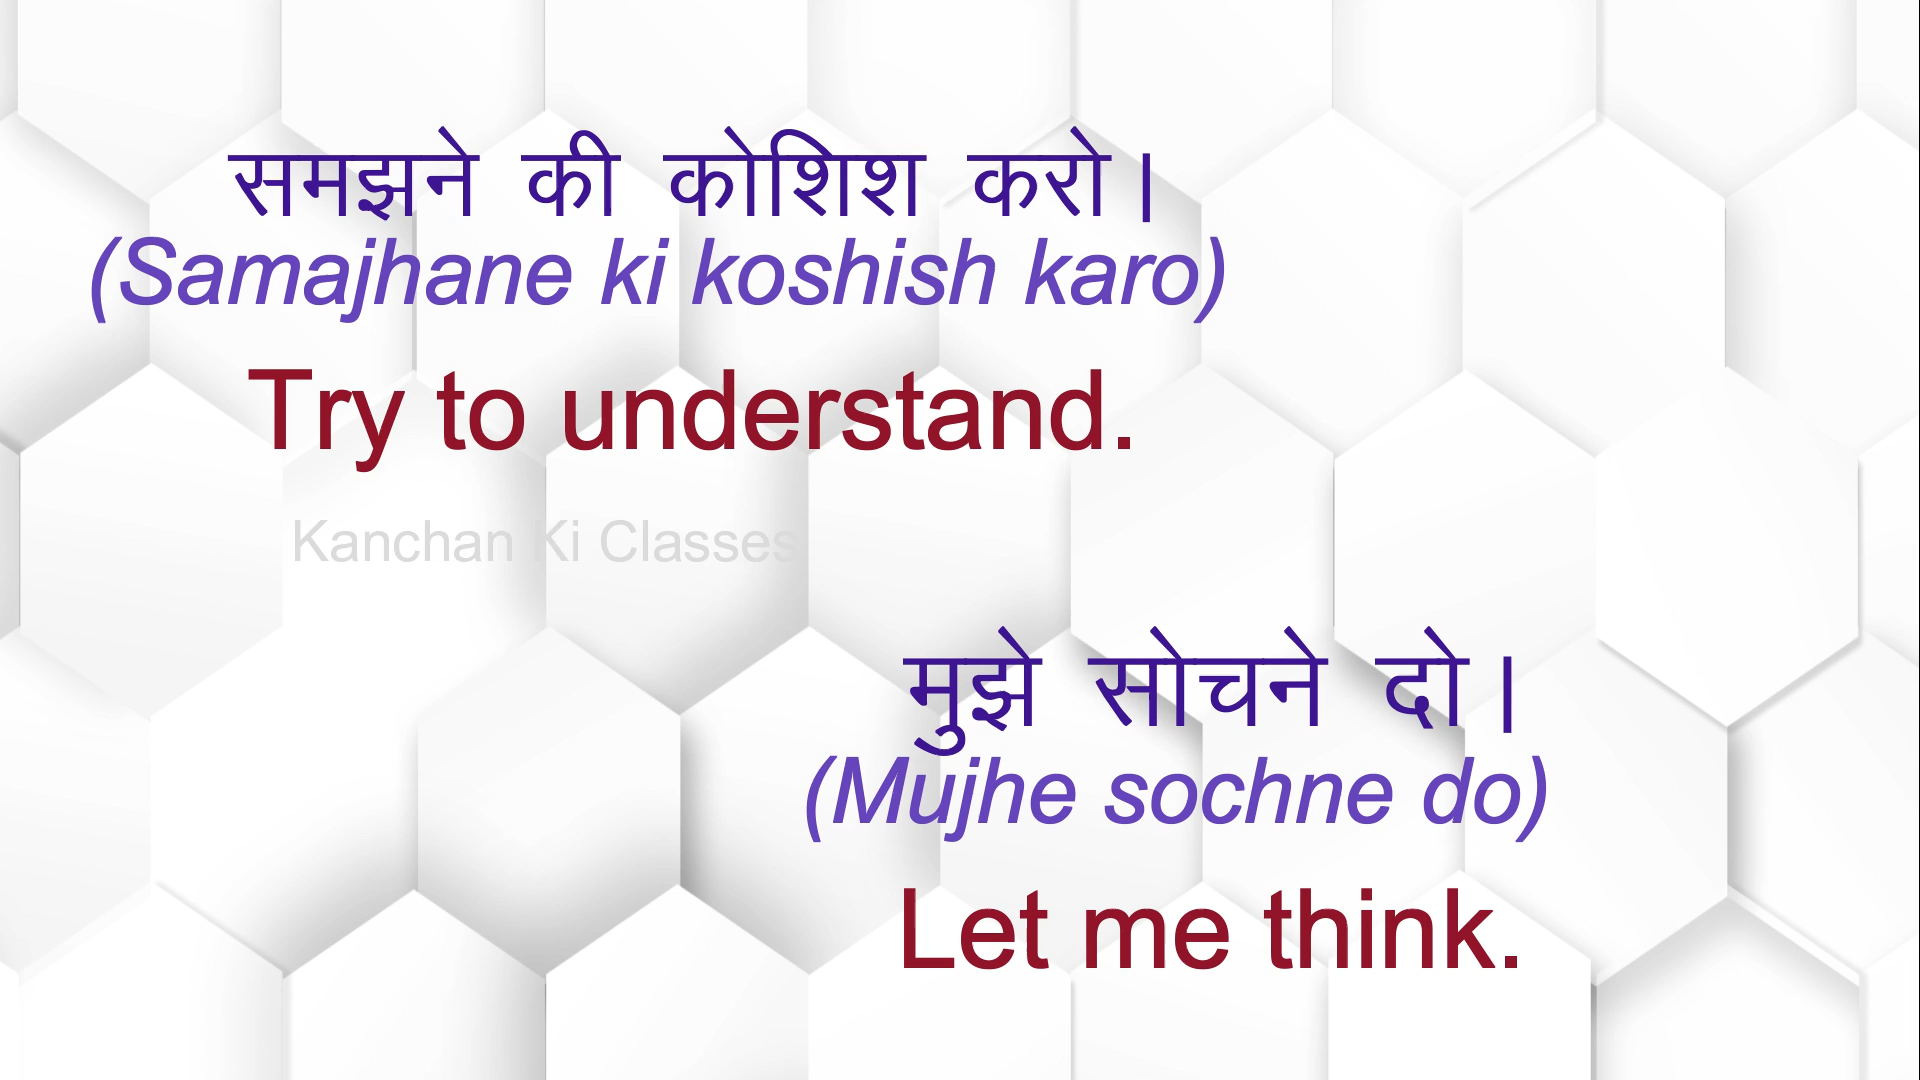 समझने की कोशिश करो।
(Samajhane ki koshish karo)
Try to understand.
Kanchan Ki Classes
मुझे सोचने दो।
(Mujhe sochne do)
Let me think.